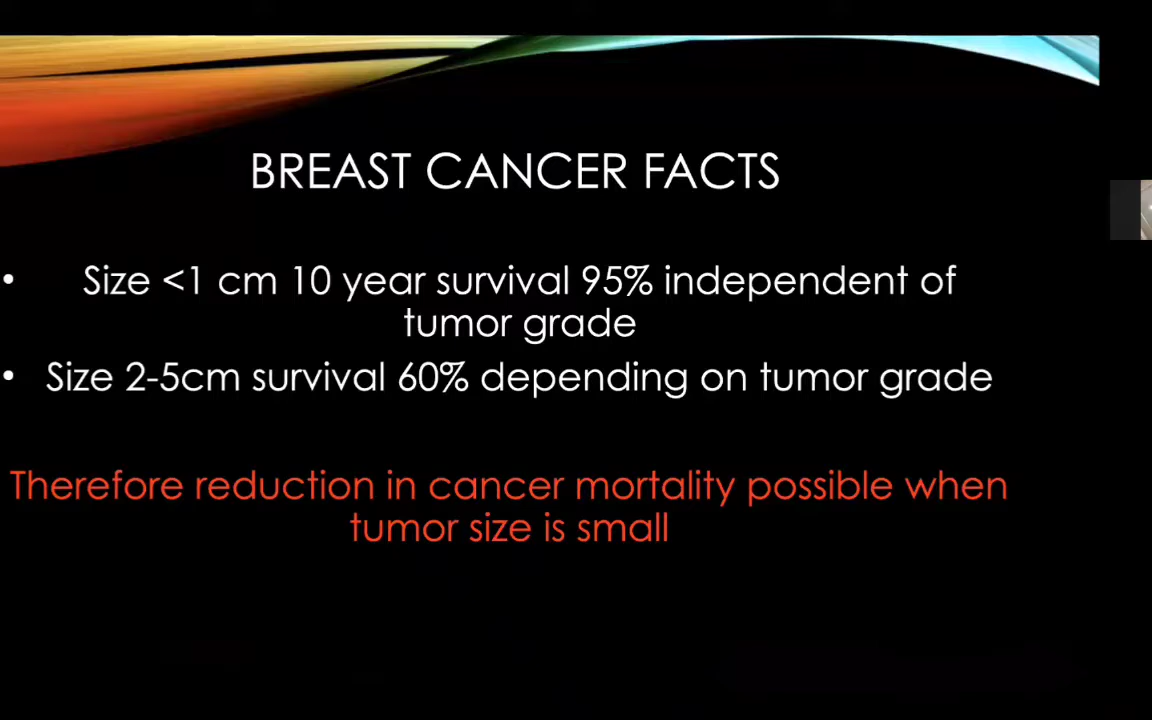 BREAST CANCER FACTS
• Size <1 cm 10 year survival 95% independent of
tumor grade
• Size 2-5cm survival 60% depending on tumor grade
Therefore reduction in cancer mortality possible when
tumor size is small